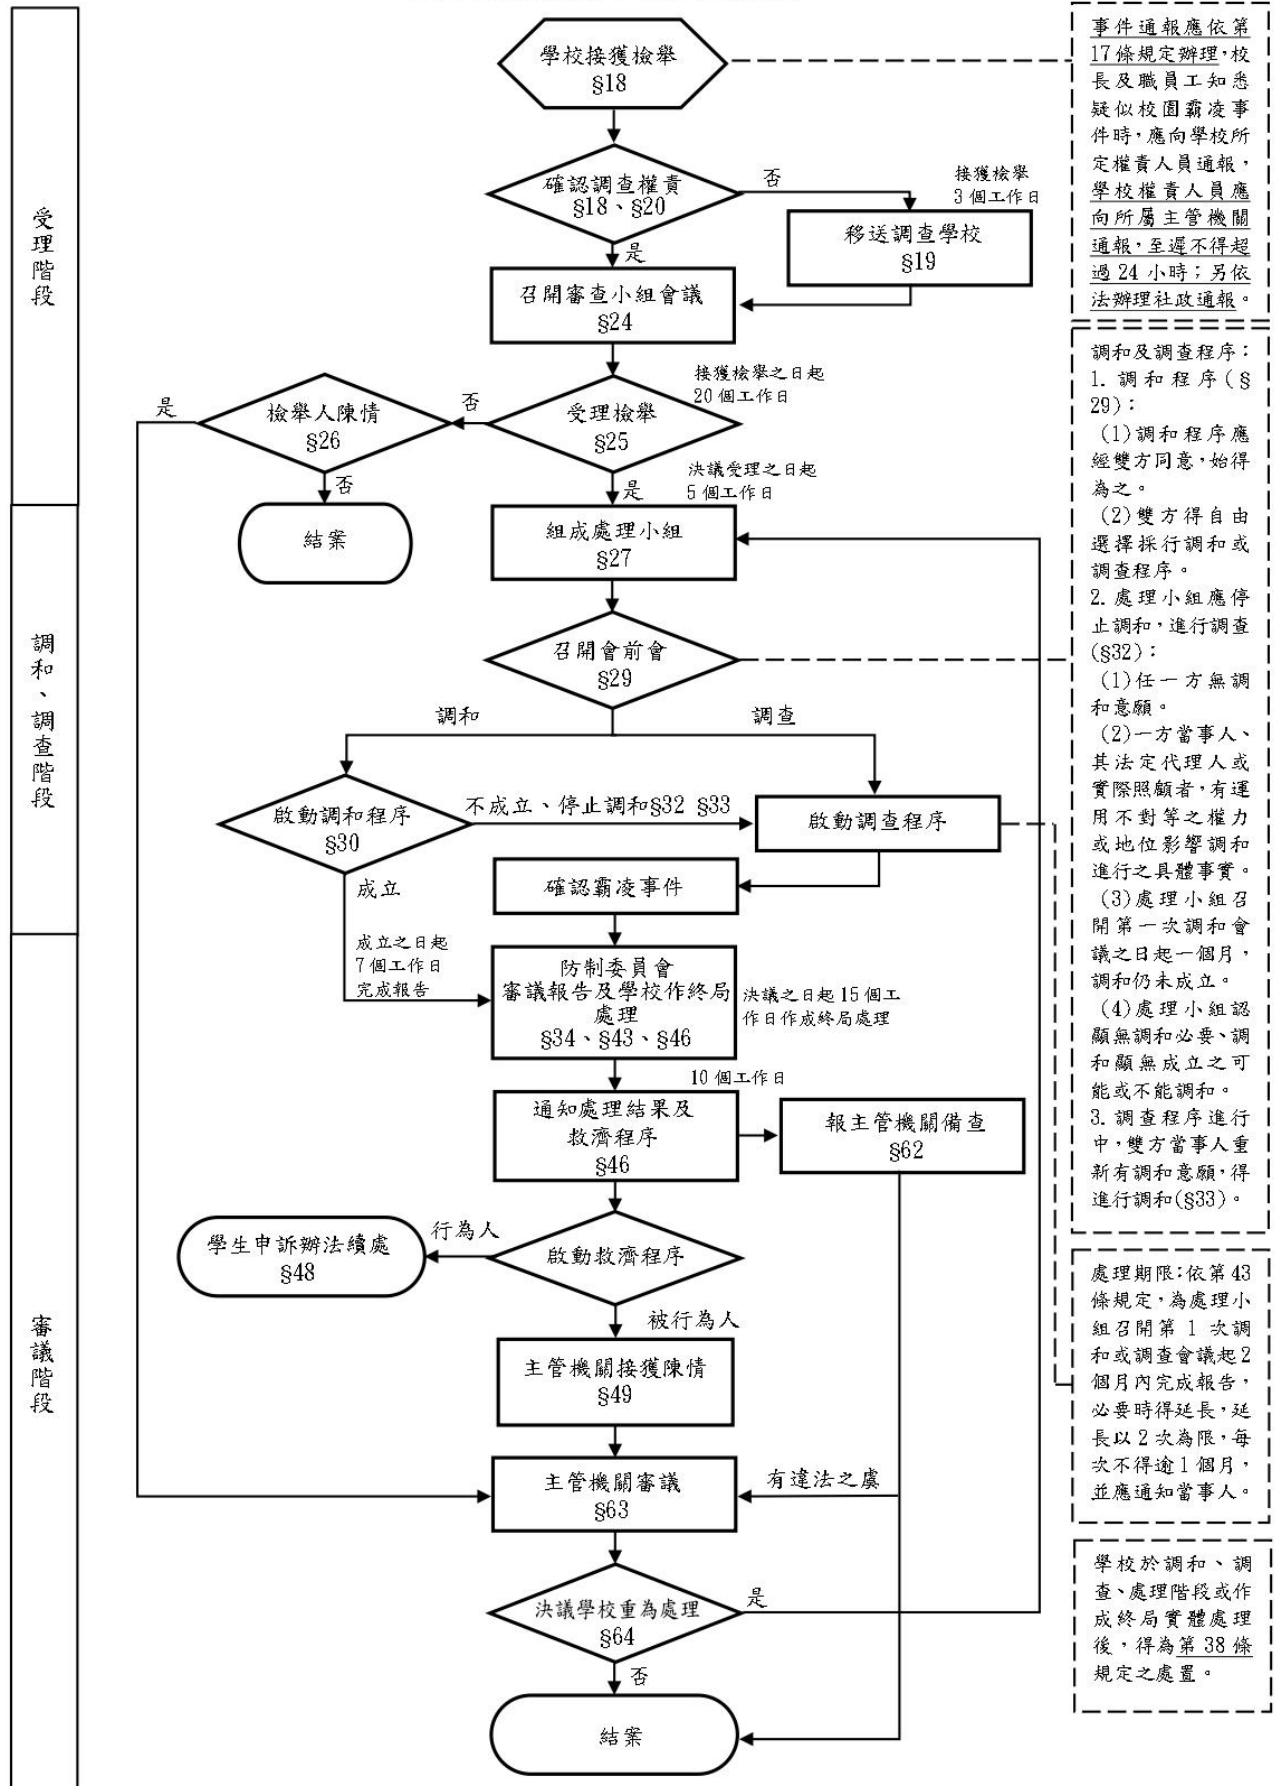 受理階段
調和、調查階段
審議階段
學校接獲檢舉
§18
確認調查權責
§18、§20
否
接獲檢舉
3個工作日
移送調查學校
§19
是
召開審查小組會議
§24
接獲檢舉之日起
20個工作日
受理檢舉
§25
否
檢舉人陳情
§26
是
否
結案
決議受理之日起
5個工作日
是
組成處理小組
§27
召開會前會
§29
調和
調查
啟動調和程序
§30
不成立、停止調和§32 §33
啟動調查程序
成立
確認霸凌事件
成立之日起
7個工作日
完成報告
防制委員會
審議報告及學校作終局
處理
§34、§43、§46
決議之日起15個工
作日作成終局處理
10個工作日
通知處理結果及
救濟程序
§46
報主管機關備查
§62
啟動救濟程序
行為人
學生申訴辦法續處
§48
被行為人
主管機關接獲陳情
§49
主管機關審議
§63
有違法之虞
決議學校重為處理
§64
是
否
結案
事件通報應依第
17條規定辦理，校
長及職員工知悉
疑似校園霸凌事
件時，應向學校所
定權責人員通報，
學校權責人員應
向所屬主管機關
通報，至遲不得超
過24小時；另依
法辦理社政通報。
調和及調查程序：
1.調和程序(§
29)：
(1)調和程序應
經雙方同意，始得
為之。
(2)雙方得自由
選擇採行調和或
調查程序。
2.處理小組應停
止調和，進行調查
(§32)：
(1)任一方無調
和意願。
(2)一方當事人、
其法定代理人或
實際照顧者，有運
用不對等之權力
或地位影響調和
進行之具體事實。
(3)處理小組召
開第一次調和會
議之日起一個月，
調和仍未成立。
(4)處理小組認
顯無調和必要、調
和顯無成立之可
能或不能調和。
3.調查程序進行
中，雙方當事人重
新有調和意願，得
進行調和(§33)。
處理期限：依第43
條規定，為處理小
組召開第1次調
和或調查會議起2
個月內完成報告，
必要時得延長，延
長以2次為限，每
次不得逾1個月，
並應通知當事人。
學校於調和、調
查、處理階段或作
成終局實體處理
後，得為第38條
規定之處置。